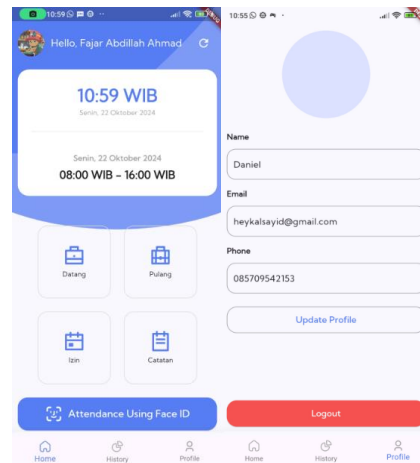 10:59
Hello, Fajar Abdillah Ahmad
10:59 WIB
Senin, 22 Oktober 2024
Senin, 22 Oktober 2024
08:00 WIB - 16:00 WIB
Datang
Pulang
Izin
Catatan
Attendance Using Face ID
Home
History
Profile
10:55
Name
Daniel
Email
heykalsayid@gmail.com
Phone
085709542153
Update Profile
Logout
Home
History
Profile